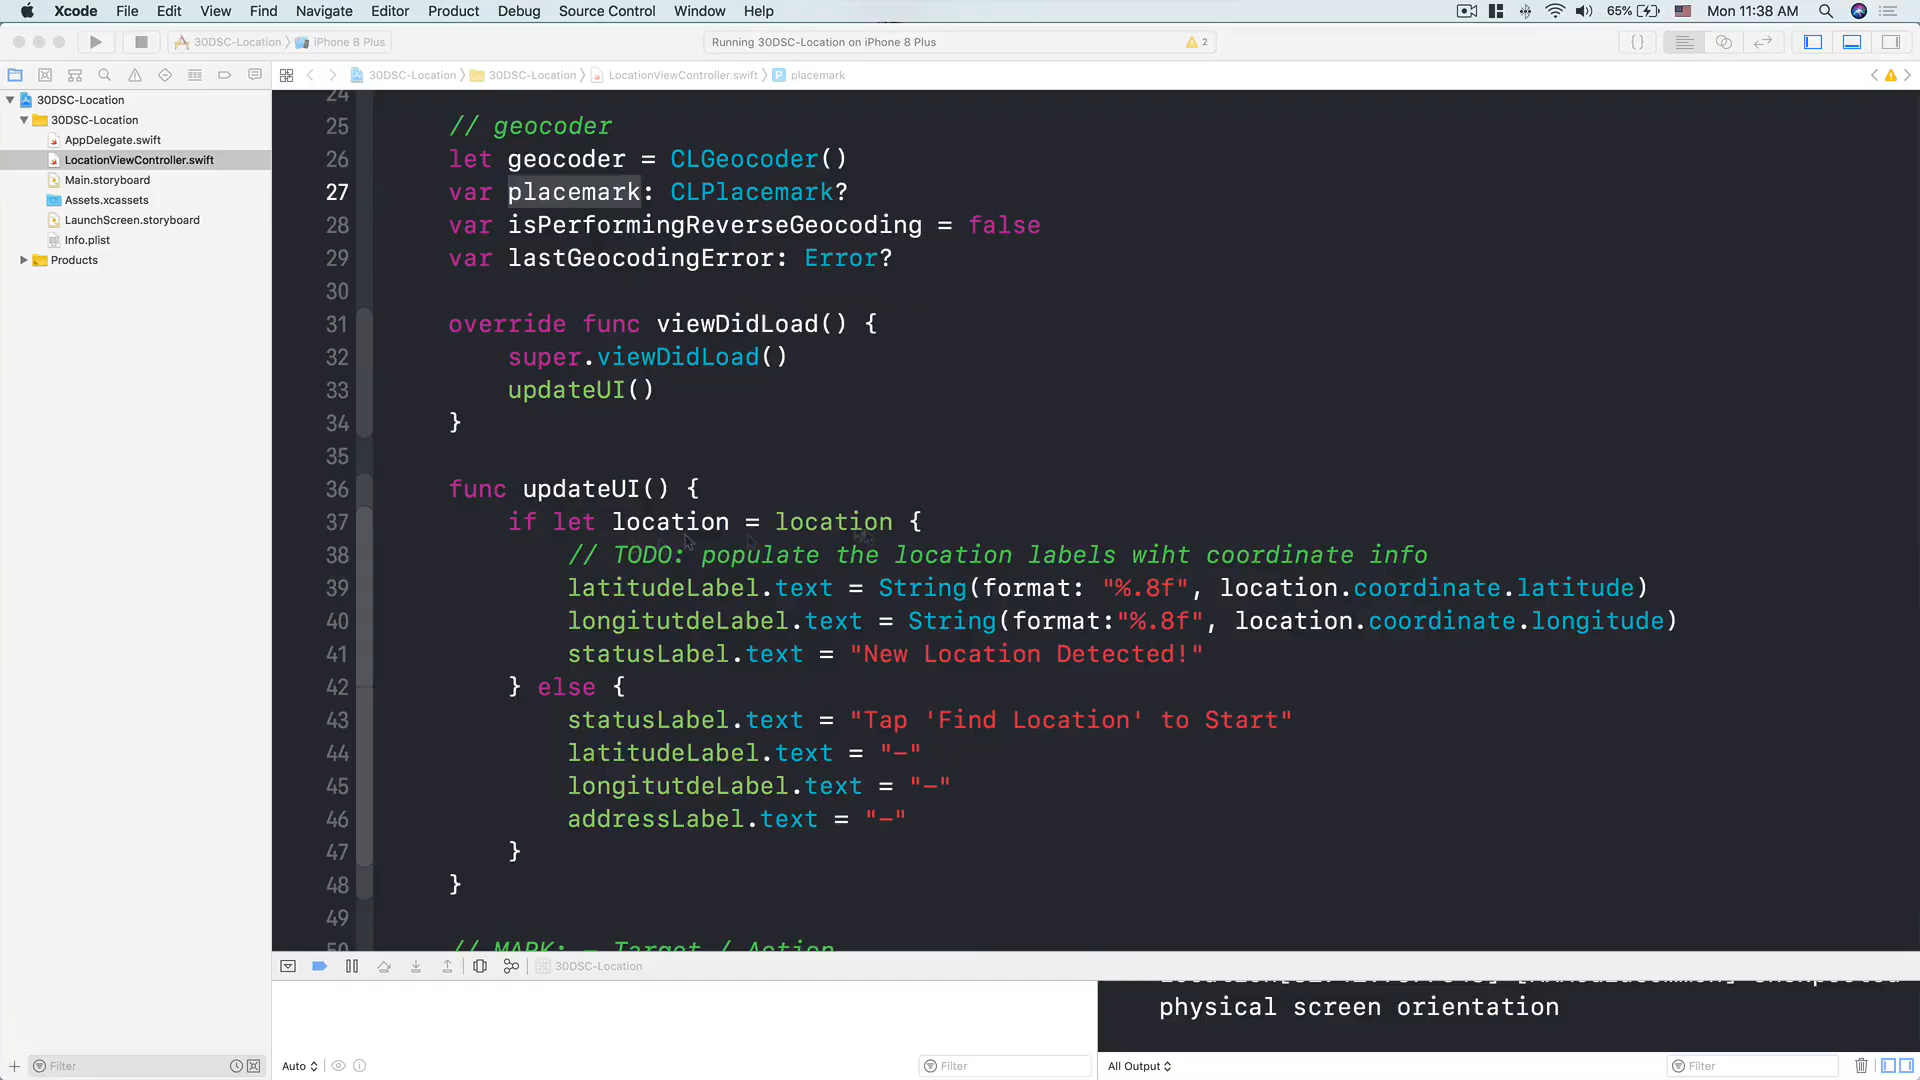 Xcode File Edit View Find Navigate Editor Product Debug Source Control Window Help 65% Mon 11:38 AM
30DSC-Location iPhone 8 Plus Running 30DSC-Location on iPhone 8 Plus 2
30DSC-Location 30DSC-Location LocationViewController.swift P placemark
30DSC-Location
30DSC-Location
AppDelegate.swift
LocationViewController.swift
Main.storyboard
Assets.xcassets
LaunchScreen.storyboard
Info.plist
Products
24
25 // geocoder
26 let geocoder = CLGeocoder()
27 var placemark: CLPlacemark?
28 var isPerformingReverseGeocoding = false
29 var lastGeocodingError: Error?
30
31 override func viewDidLoad() {
32 super.viewDidLoad()
33 updateUI()
34 }
35
36 func updateUI() {
37 if let location = location {
38 // TODO: populate the location labels wiht coordinate info
39 latitudeLabel.text = String(format: "%.8f", location.coordinate.latitude)
40 longitutdeLabel.text = String(format:"%.8f", location.coordinate.longitude)
41 statusLabel.text = "New Location Detected!"
42 } else {
43 statusLabel.text = "Tap 'Find Location' to Start"
44 latitudeLabel.text = "-"
45 longitutdeLabel.text = "-"
46 addressLabel.text = "-"
47 }
48 }
49
50 // MARK: - Target / Action
30DSC-Location
physical screen orientation
Filter Auto Filter All Output Filter